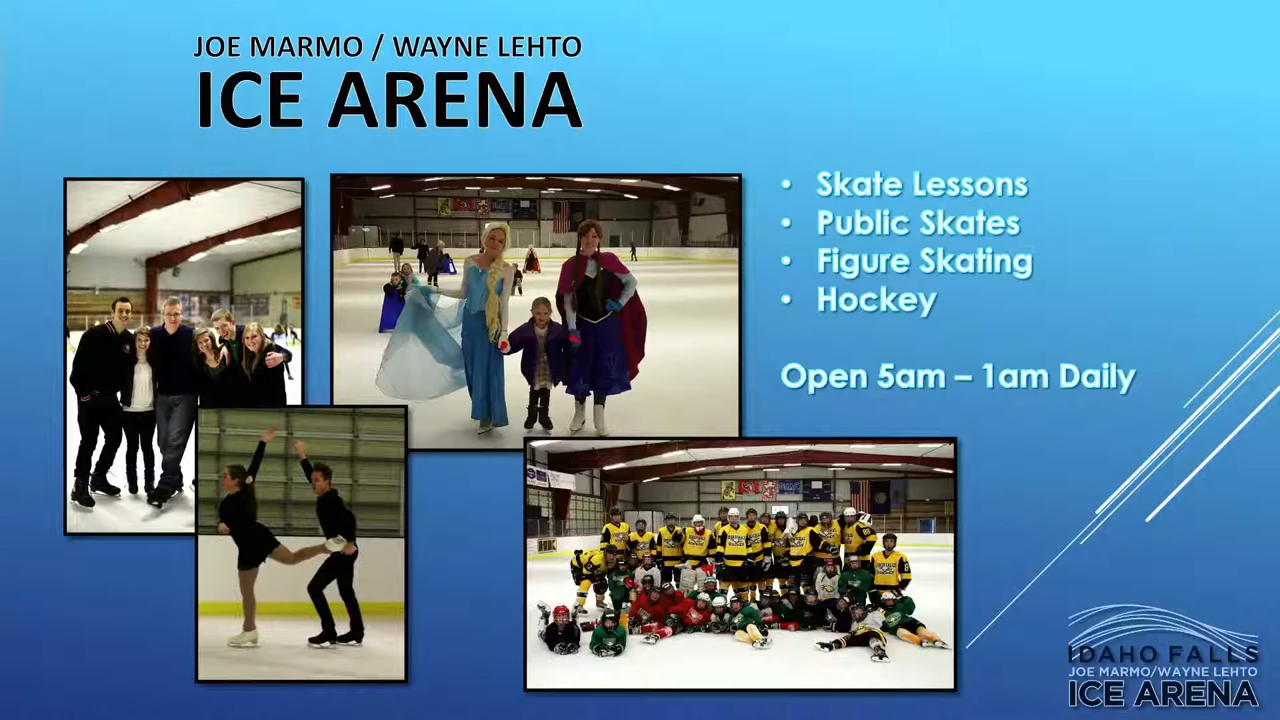 JOE MARMO / WAYNE LEHTO
ICE ARENA
• Skate Lessons
• Public Skates
• Figure Skating
• Hockey
Open 5am – 1am Daily
IDAHO FALLS
JOE MARMO/WAYNE LEHTO
ICE ARENA